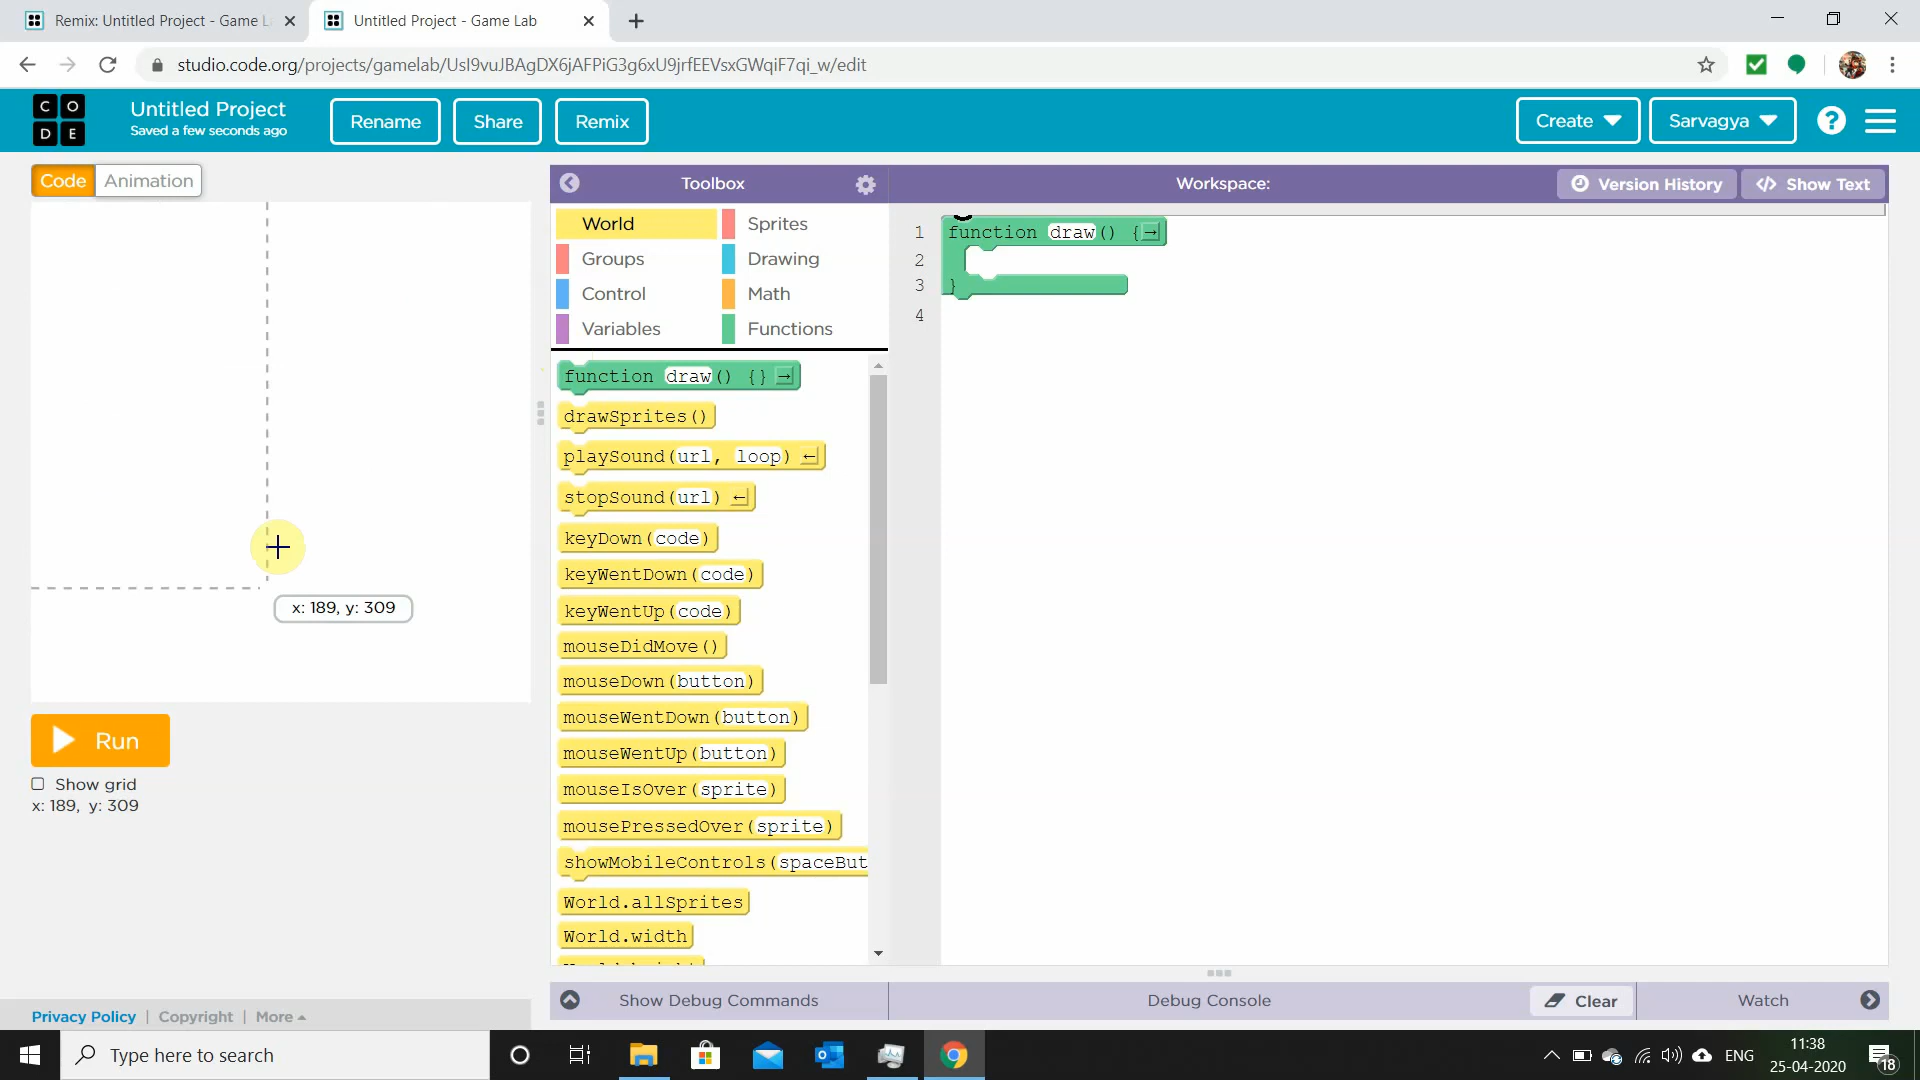 Remix: Untitled Project - Game L
Untitled Project - Game Lab
studio.code.org/projects/gamelab/UsI9vuJBAgDX6jAFPiG3g6xU9jrfEEVsxGWqiF7qi_w/edit
C O
D E
Untitled Project
Saved a few seconds ago
Rename
Share
Remix
Create
Sarvagya
?
Code
Animation
x: 189, y: 309
Run
Show grid
x: 189, y: 309
Privacy Policy | Copyright | More
Toolbox
World
Sprites
Groups
Drawing
Control
Math
Variables
Functions
function draw() {} →
drawSprites()
playSound(url, loop) ←
stopSound(url) ←
keyDown(code)
keyWentDown(code)
keyWentUp(code)
mouseDidMove()
mouseDown(button)
mouseWentDown(button)
mouseWentUp(button)
mouseIsOver(sprite)
mousePressedOver(sprite)
showMobileControls(spaceBut
World.allSprites
World.width
Workspace:
Version History
</> Show Text
1 function draw() { →
2
3 }
4
Show Debug Commands
Debug Console
Clear
Watch
Type here to search
ENG
11:38
25-04-2020
18